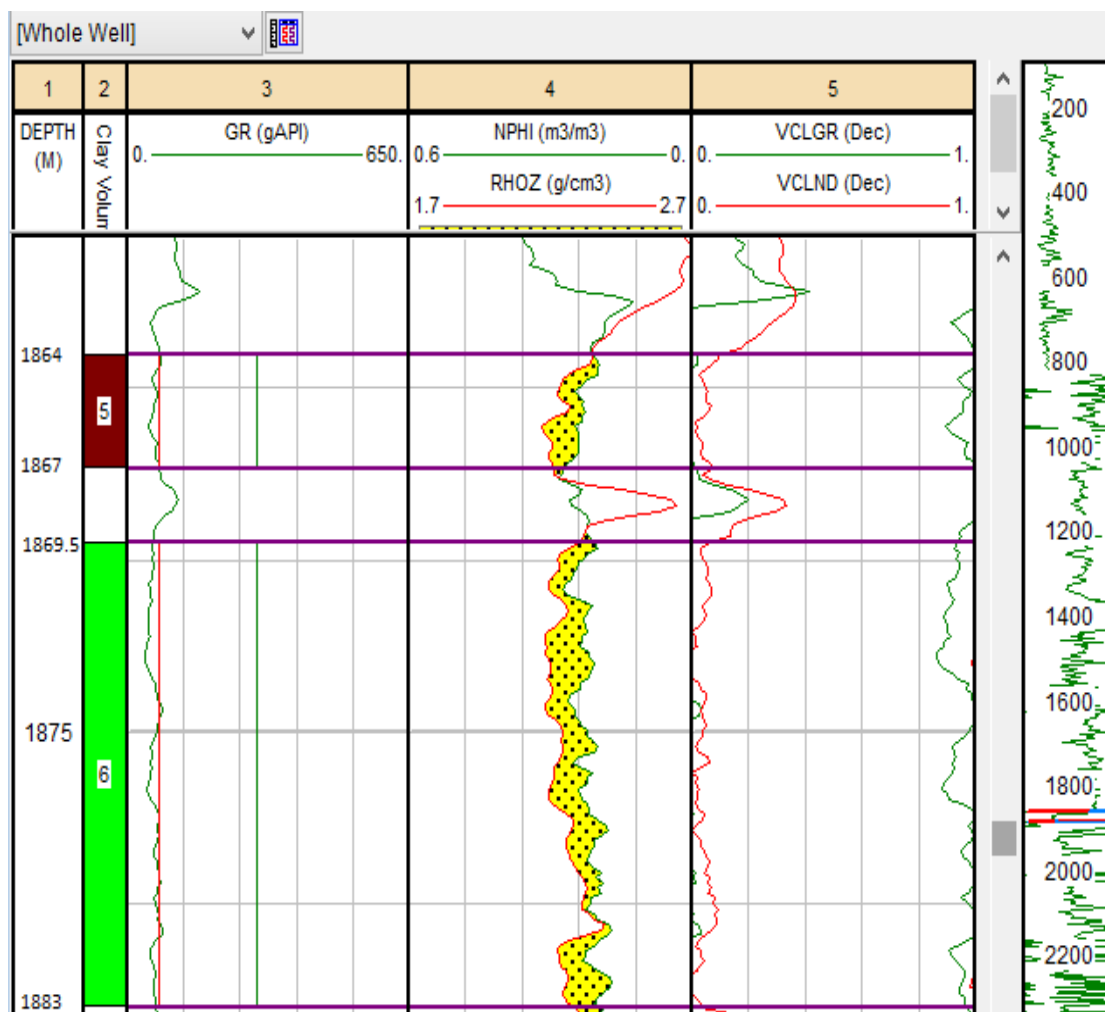 [Whole Well]
1 2 3 4 5
DEPTH
(M)
Clay Volum
GR (gAPI)
0. 650.
NPHI (m3/m3)
0.6 0.
RHOZ (g/cm3)
1.7 2.7
VCLGR (Dec)
0. 1.
VCLND (Dec)
0. 1.
1864
5
1867
1869.5
1875
6
1883
200
400
600
800
1000
1200
1400
1600
1800
2000
2200